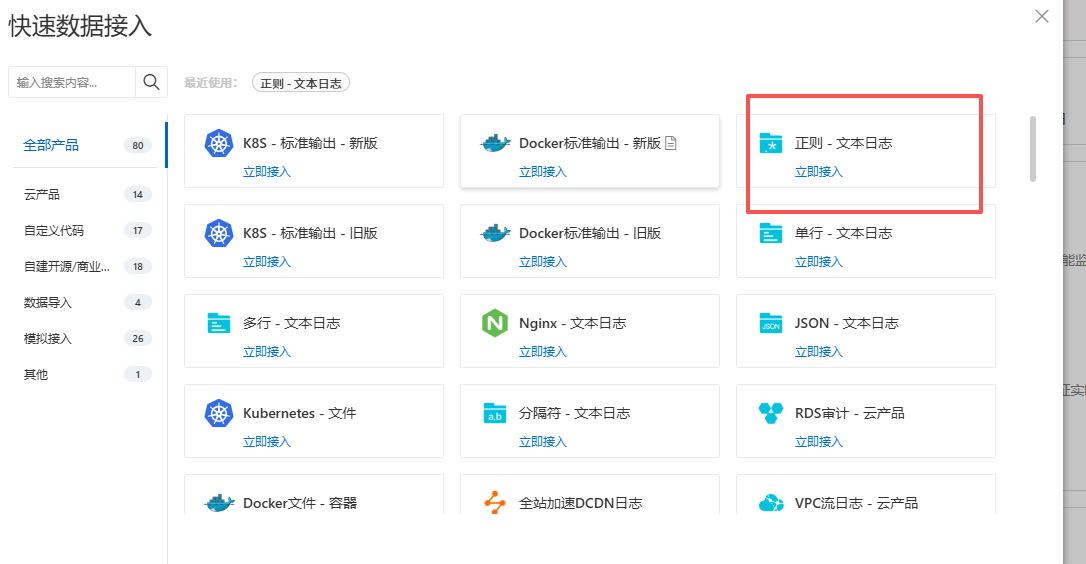 快速数据接入
输入搜索内容...
最近使用： 正则 - 文本日志
全部产品 80
云产品 14
自定义代码 17
自建开源/商业... 18
数据导入 4
模拟接入 26
其他 1
K8S - 标准输出 - 新版
立即接入
Docker标准输出 - 新版
立即接入
.*
正则 - 文本日志
立即接入
K8S - 标准输出 - 旧版
立即接入
Docker标准输出 - 旧版
立即接入
单行 - 文本日志
立即接入
多行 - 文本日志
立即接入
N
Nginx - 文本日志
立即接入
JSON
JSON - 文本日志
立即接入
Kubernetes - 文件
立即接入
a,b
分隔符 - 文本日志
立即接入
RDS审计 - 云产品
立即接入
Docker文件 - 容器
全站加速DCDN日志
VPC流日志 - 云产品
能监